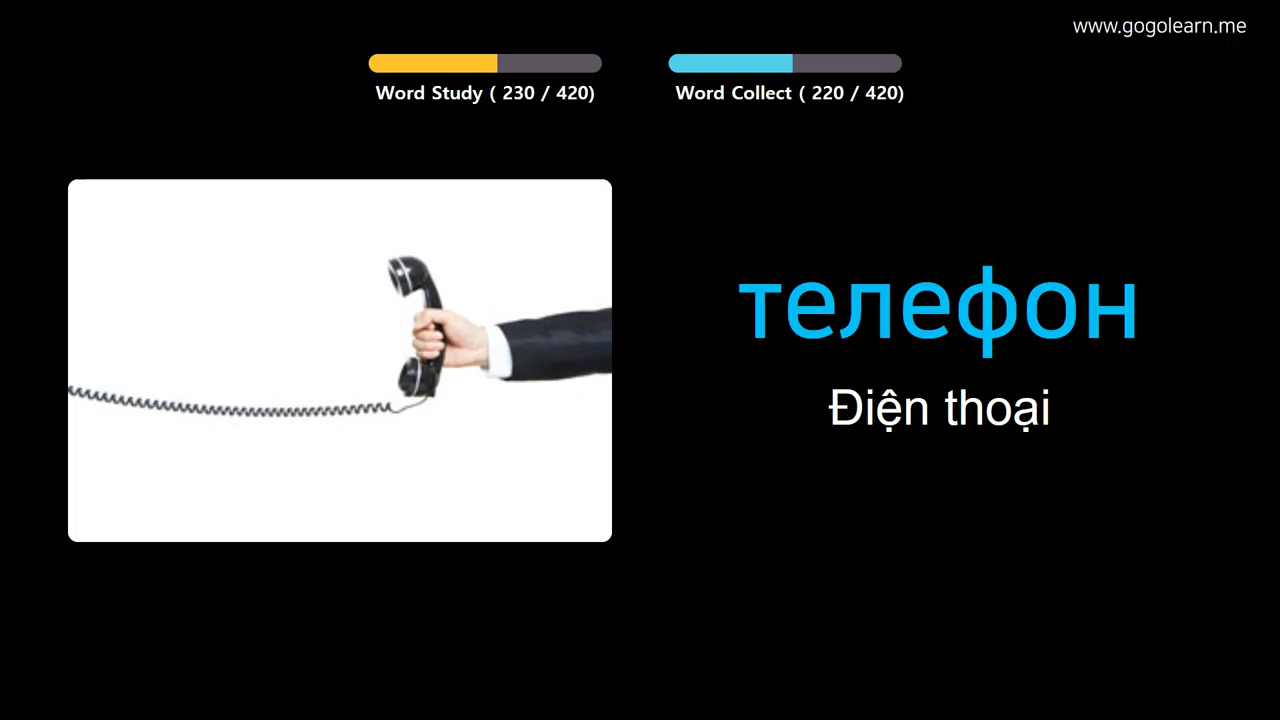 www.gogolearn.me
Word Study ( 230 / 420)
Word Collect ( 220 / 420)
телефон
Điện thoại